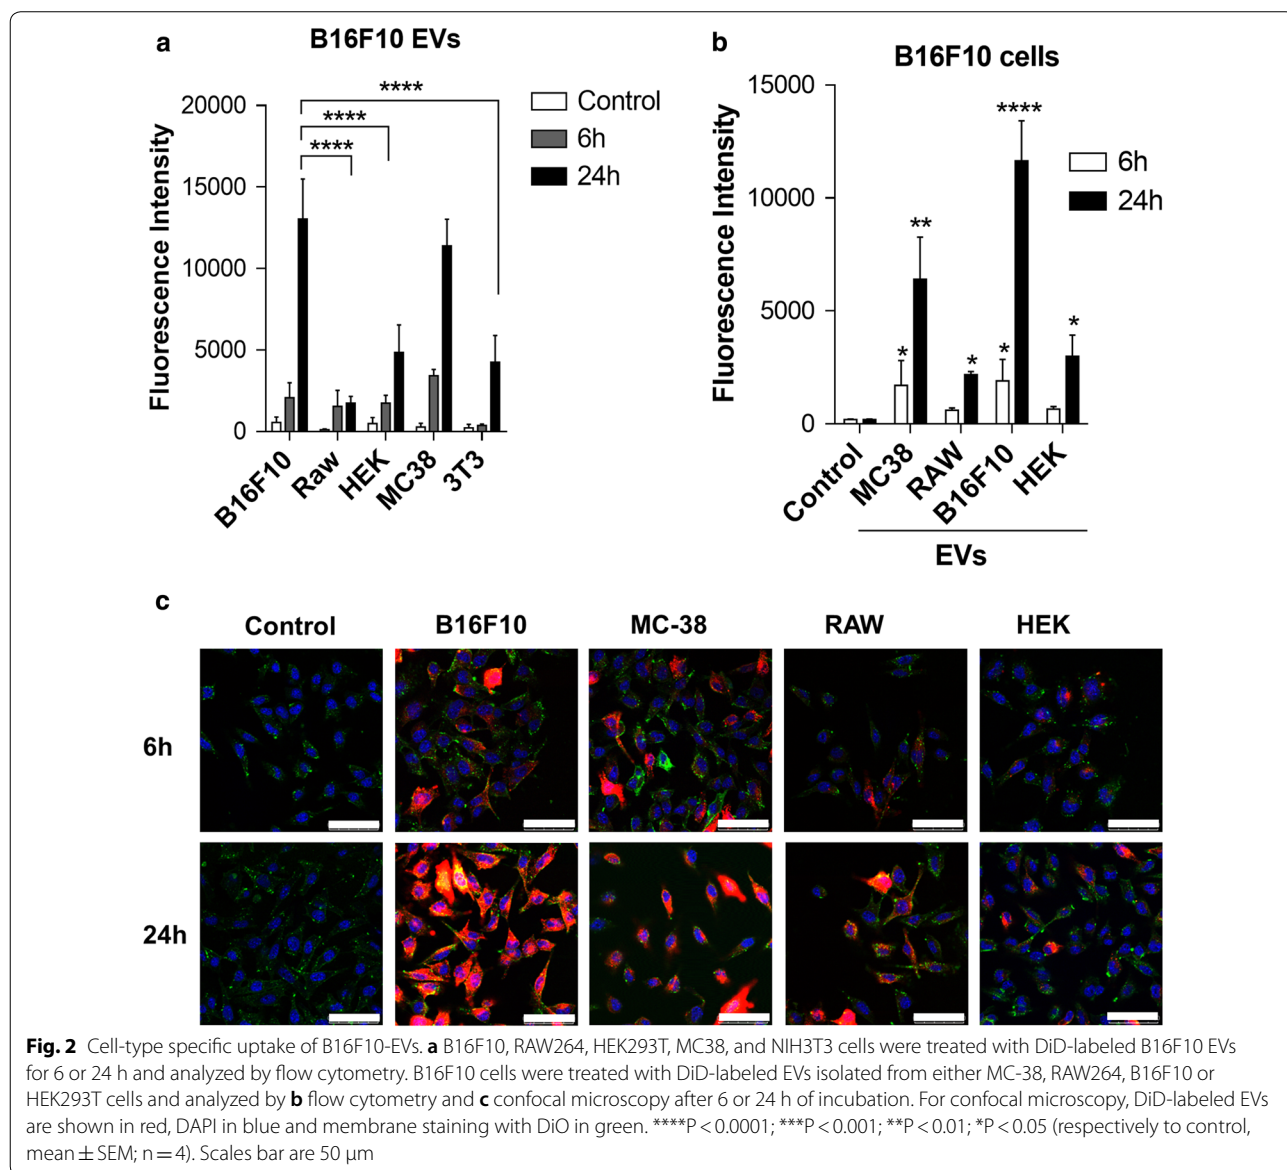 a
B16F10 EVs
Fluorescence Intensity
20000
15000
10000
5000
0
****
****
****
Control
6h
24h
B16F10
Raw
HEK
MC38
3T3
b
B16F10 cells
Fluorescence Intensity
15000
10000
5000
0
*
**
*
*
****
*
6h
24h
Control
MC38
RAW
B16F10
HEK
EVs
c
Control B16F10 MC-38 RAW HEK
6h
24h
Fig. 2 Cell-type specific uptake of B16F10-EVs. a B16F10, RAW264, HEK293T, MC38, and NIH3T3 cells were treated with DiD-labeled B16F10 EVs
for 6 or 24 h and analyzed by flow cytometry. B16F10 cells were treated with DiD-labeled EVs isolated from either MC-38, RAW264, B16F10 or
HEK293T cells and analyzed by b flow cytometry and c confocal microscopy after 6 or 24 h of incubation. For confocal microscopy, DiD-labeled EVs
are shown in red, DAPI in blue and membrane staining with DiO in green. ****P < 0.0001; ***P < 0.001; **P < 0.01; *P < 0.05 (respectively to control,
mean ± SEM; n = 4). Scales bar are 50 μm